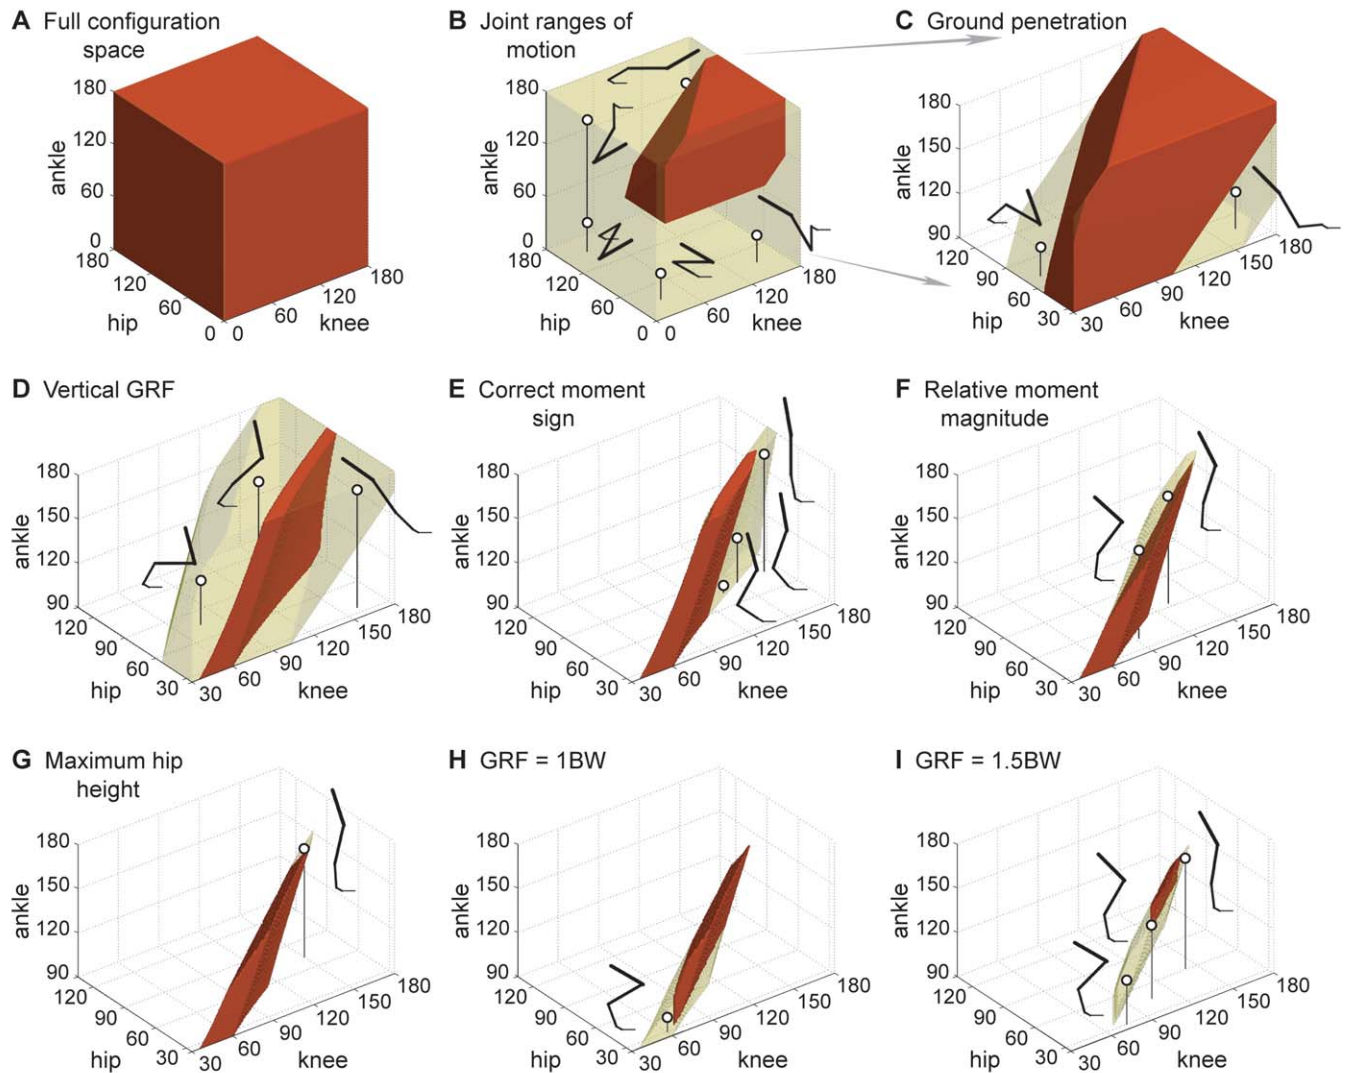 A Full configuration
space
180
120
60
0
ankle
180
120
60
0
hip
0
60
120
180
knee
B Joint ranges of
motion
180
120
60
0
ankle
180
120
60
0
hip
0
60
120
180
knee
C Ground penetration
180
150
120
90
ankle
120
90
60
30
hip
30
60
90
120
150
180
knee
D Vertical GRF
180
150
120
90
ankle
120
90
60
30
hip
30
60
90
120
150
180
knee
E Correct moment
sign
180
150
120
90
ankle
120
90
60
30
hip
30
60
90
120
150
180
knee
F Relative moment
magnitude
180
150
120
90
ankle
120
90
60
30
hip
30
60
90
120
150
180
knee
G Maximum hip
height
180
150
120
90
ankle
120
90
60
30
hip
30
60
90
120
150
180
knee
H GRF = 1BW
180
150
120
90
ankle
120
90
60
30
hip
30
60
90
120
150
180
knee
I GRF = 1.5BW
180
150
120
90
ankle
120
90
60
30
hip
30
60
90
120
150
180
knee